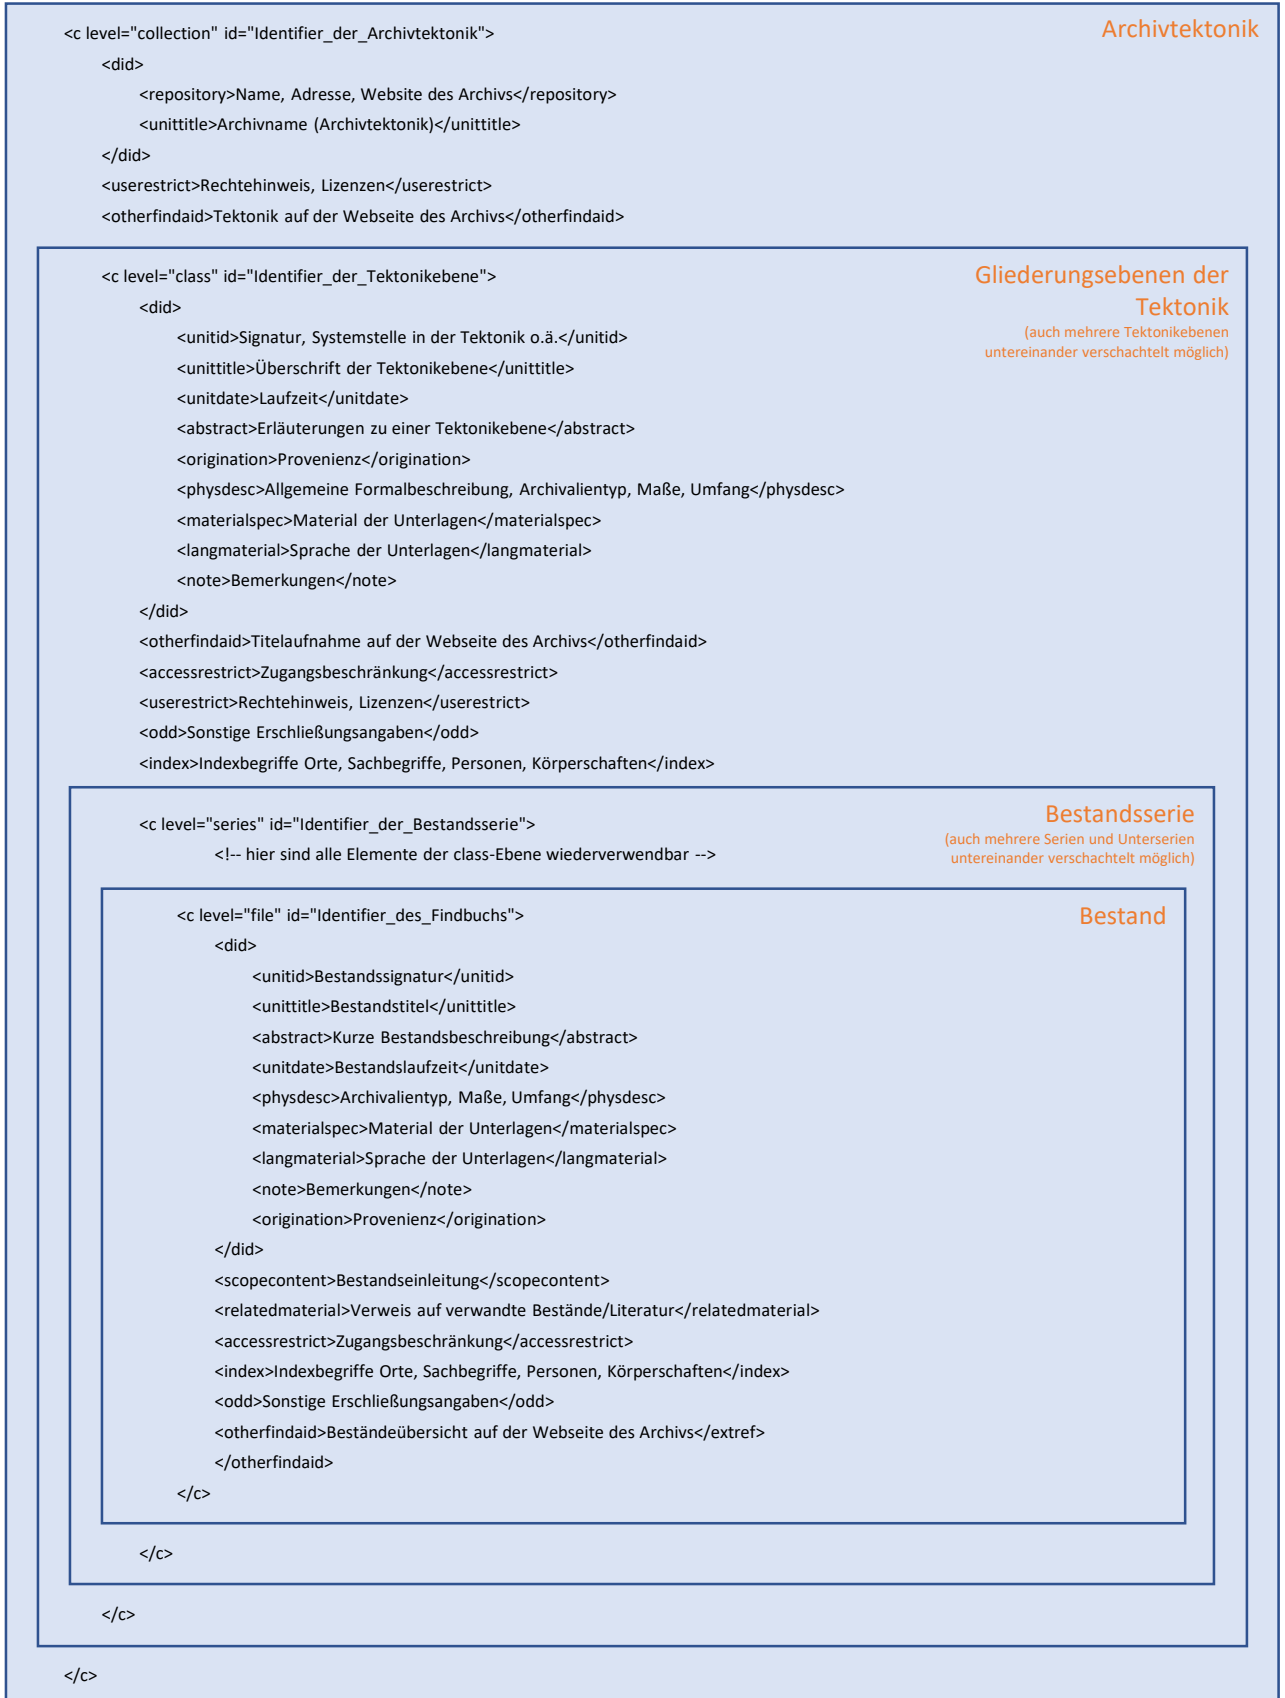 Archivtektonik
<c level="collection" id="Identifier_der_Archivtektonik">
<did>
<repository>Name, Adresse, Website des Archivs</repository>
<unittitle>Archivname (Archivtektonik)</unittitle>
</did>
<userestrict>Rechtehinweis, Lizenzen</userestrict>
<otherfindaid>Tektonik auf der Webseite des Archivs</otherfindaid>
Gliederungsebenen der
Tektonik
(auch mehrere Tektonikebenen
untereinander verschachtelt möglich)
<c level="class" id="Identifier_der_Tektonikebene">
<did>
<unitid>Signatur, Systemstelle in der Tektonik o.ä.</unitid>
<unittitle>Überschrift der Tektonikebene</unittitle>
<unitdate>Laufzeit</unitdate>
<abstract>Erläuterungen zu einer Tektonikebene</abstract>
<origination>Provenienz</origination>
<physdesc>Allgemeine Formalbeschreibung, Archivalientyp, Maße, Umfang</physdesc>
<materialspec>Material der Unterlagen</materialspec>
<langmaterial>Sprache der Unterlagen</langmaterial>
<note>Bemerkungen</note>
</did>
<otherfindaid>Titelaufnahme auf der Webseite des Archivs</otherfindaid>
<accessrestrict>Zugangsbeschränkung</accessrestrict>
<userestrict>Rechtehinweis, Lizenzen</userestrict>
<odd>Sonstige Erschließungsangaben</odd>
<index>Indexbegriffe Orte, Sachbegriffe, Personen, Körperschaften</index>
Bestandsserie
(auch mehrere Serien und Unterserien
untereinander verschachtelt möglich)
<c level="series" id="Identifier_der_Bestandsserie">
<!-- hier sind alle Elemente der class-Ebene wiederverwendbar -->
Bestand
<c level="file" id="Identifier_des_Findbuchs">
<did>
<unitid>Bestandssignatur</unitid>
<unittitle>Bestandstitel</unittitle>
<abstract>Kurze Bestandsbeschreibung</abstract>
<unitdate>Bestandslaufzeit</unitdate>
<physdesc>Archivalientyp, Maße, Umfang</physdesc>
<materialspec>Material der Unterlagen</materialspec>
<langmaterial>Sprache der Unterlagen</langmaterial>
<note>Bemerkungen</note>
<origination>Provenienz</origination>
</did>
<scopecontent>Bestandseinleitung</scopecontent>
<relatedmaterial>Verweis auf verwandte Bestände/Literatur</relatedmaterial>
<accessrestrict>Zugangsbeschränkung</accessrestrict>
<index>Indexbegriffe Orte, Sachbegriffe, Personen, Körperschaften</index>
<odd>Sonstige Erschließungsangaben</odd>
<otherfindaid>Beständeübersicht auf der Webseite des Archivs</extref>
</otherfindaid>
</c>
</c>
</c>
</c>